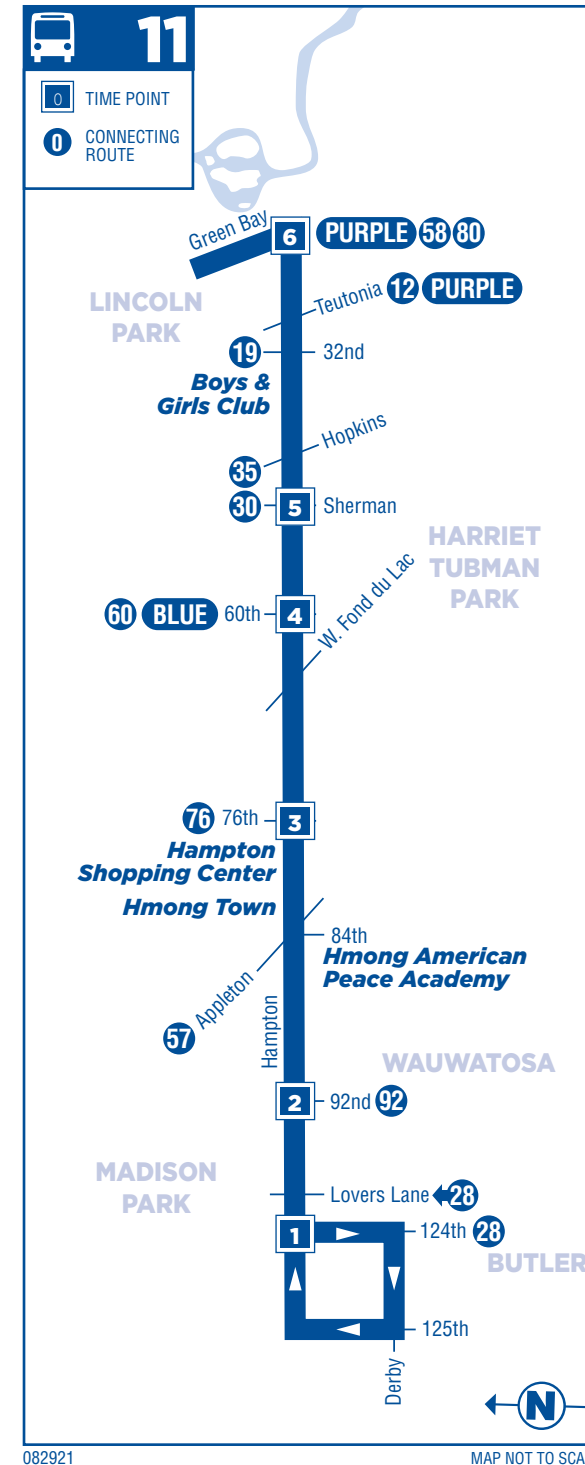 11
0 TIME POINT
0 CONNECTING
ROUTE
Green Bay
6 PURPLE 58 80
LINCOLN
PARK
Teutonia 12 PURPLE
19 32nd
Boys &
Girls Club
Hopkins
35
30 5 Sherman
HARRIET
TUBMAN
PARK
W. Fond du Lac
60 BLUE 60th 4
76 76th 3
Hampton
Shopping Center
Hmong Town
84th
Hmong American
Peace Academy
57 Appleton
Hampton
WAUWATOSA
2 92nd 92
MADISON
PARK
Lovers Lane 28
1 124th 28
BUTLER
125th
Derby
N
082921
MAP NOT TO SCA